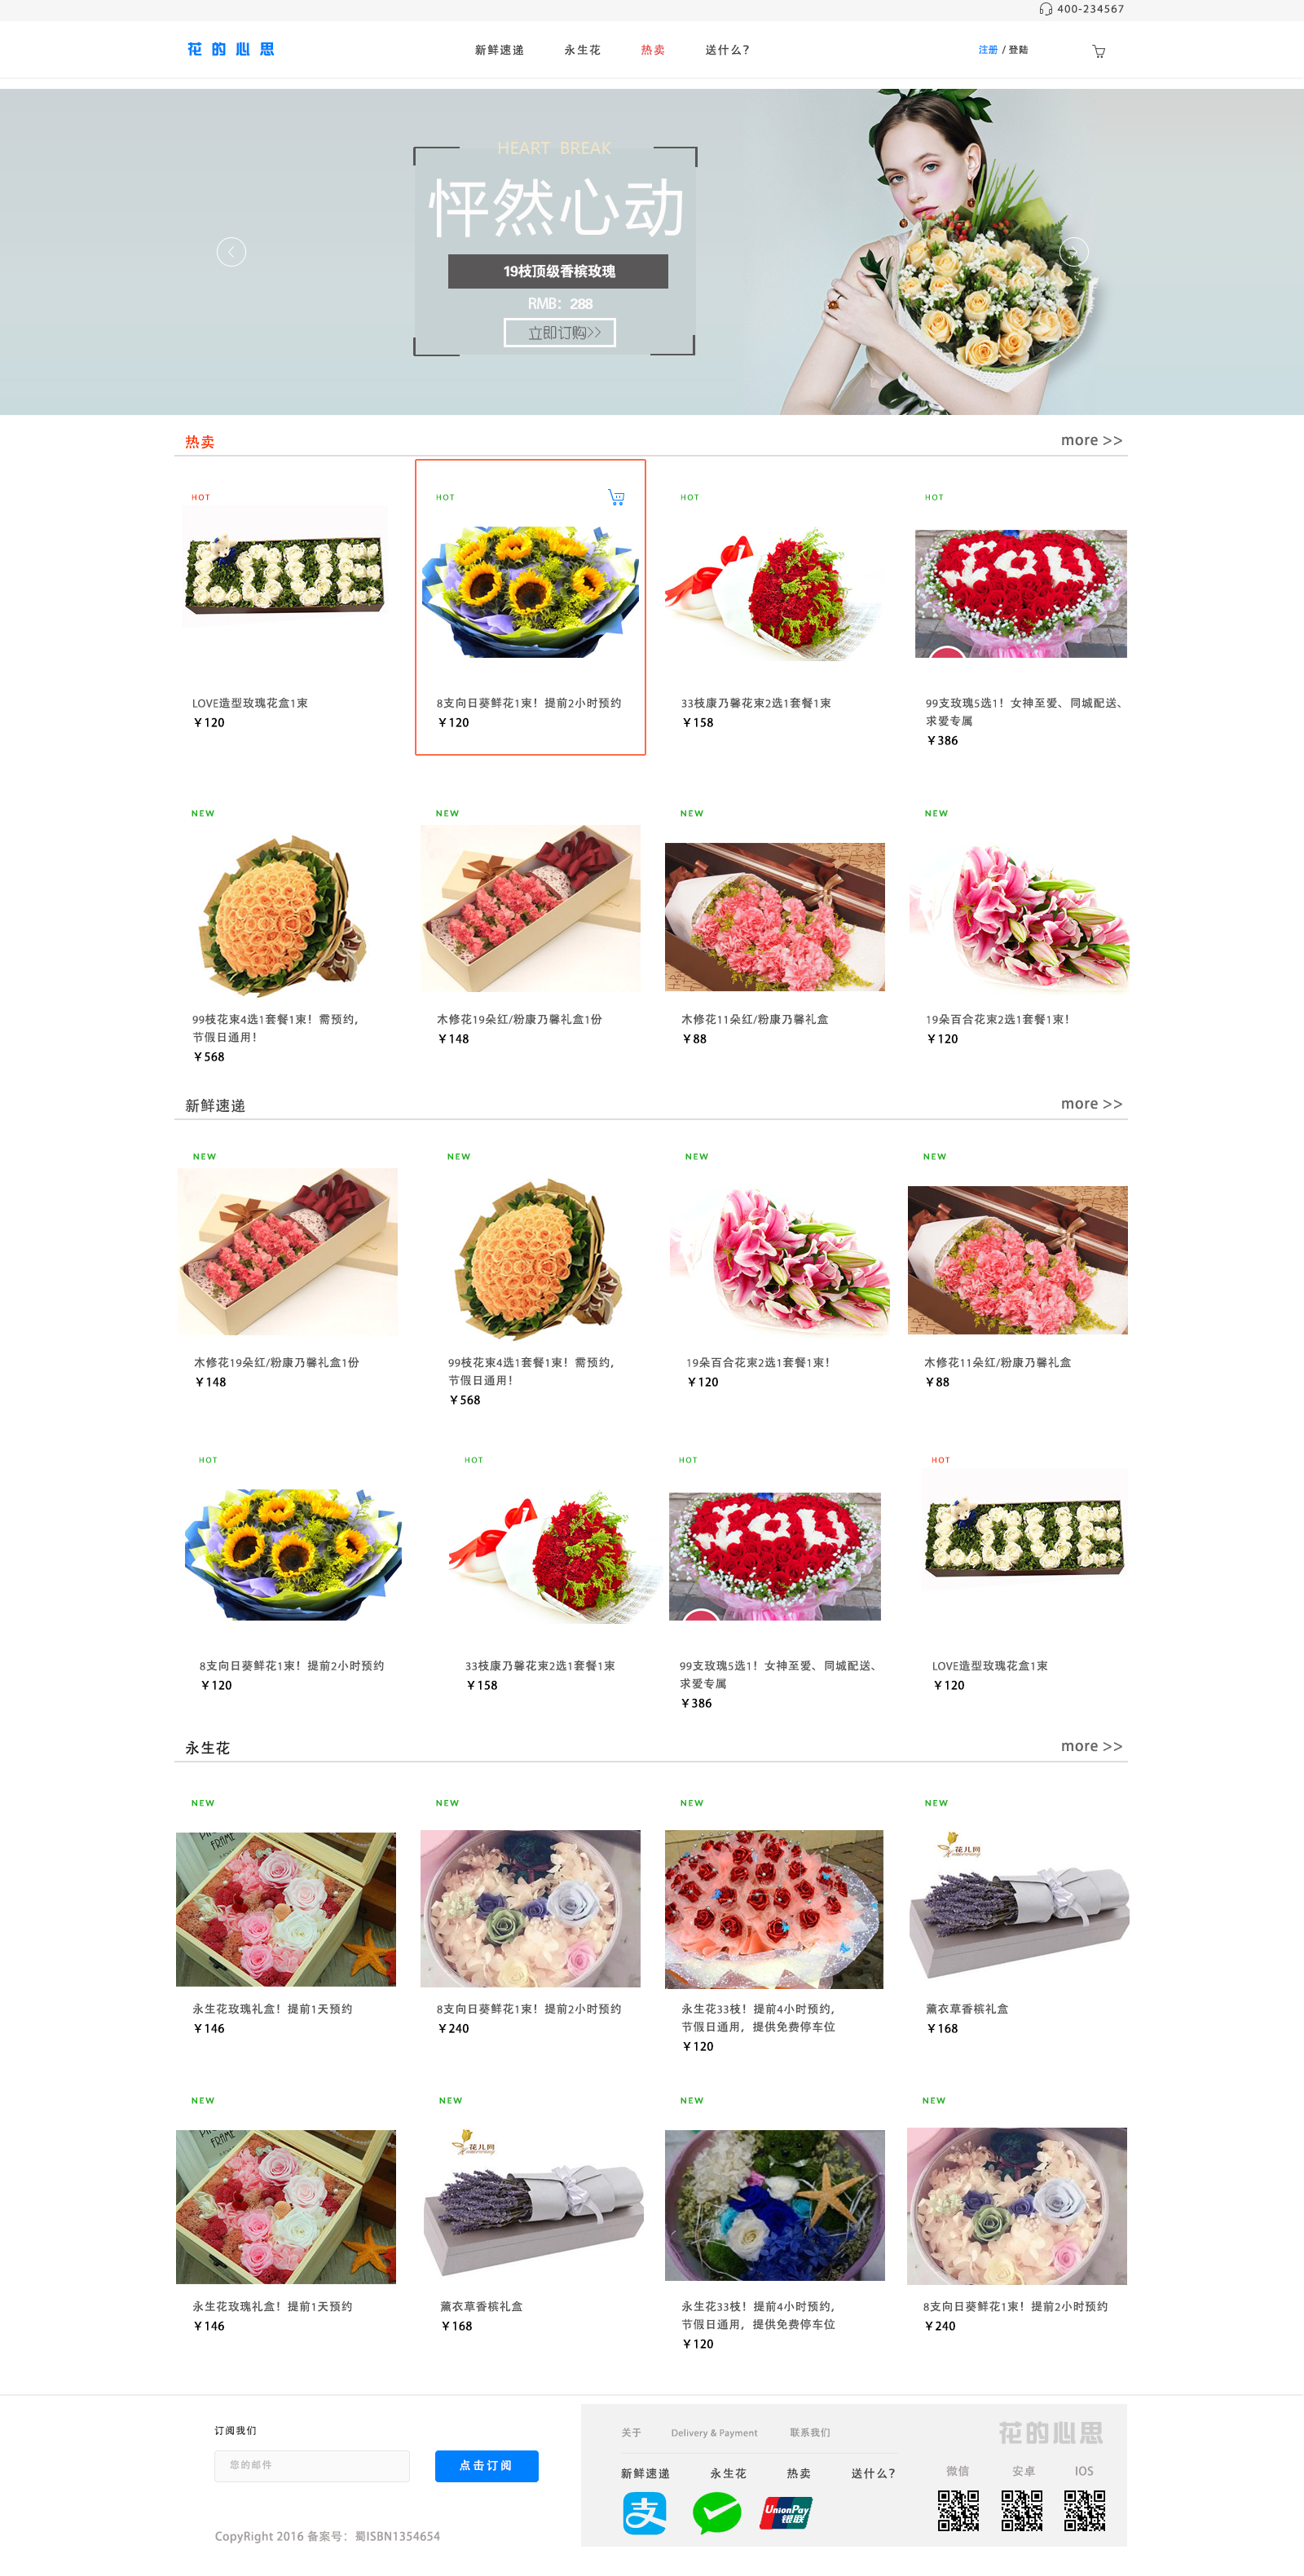 400-234567
花的心思
新鲜速递 永生花 热卖 送什么？
注册 / 登陆
HEART BREAK
怦然心动
19枝顶级香槟玫瑰
RMB：288
立即订购>>
热卖 more >>
HOT HOT HOT HOT
LOVE造型玫瑰花盒1束
￥120
8支向日葵鲜花1束！提前2小时预约
￥120
33枝康乃馨花束2选1套餐1束
￥158
99支玫瑰5选1！女神至爱、同城配送、
求爱专属
￥386
NEW NEW NEW NEW
99枝花束4选1套餐1束！需预约，
节假日通用！
￥568
木修花19朵红/粉康乃馨礼盒1份
￥148
木修花11朵红/粉康乃馨礼盒
￥88
19朵百合花束2选1套餐1束！
￥120
新鲜速递 more >>
NEW NEW NEW NEW
木修花19朵红/粉康乃馨礼盒1份
￥148
99枝花束4选1套餐1束！需预约，
节假日通用！
￥568
19朵百合花束2选1套餐1束！
￥120
木修花11朵红/粉康乃馨礼盒
￥88
HOT HOT HOT HOT
8支向日葵鲜花1束！提前2小时预约
￥120
33枝康乃馨花束2选1套餐1束
￥158
99支玫瑰5选1！女神至爱、同城配送、
求爱专属
￥386
LOVE造型玫瑰花盒1束
￥120
永生花 more >>
NEW NEW NEW NEW
FRAME
花儿网
永生花玫瑰礼盒！提前1天预约
￥146
8支向日葵鲜花1束！提前2小时预约
￥240
永生花33枝！提前4小时预约，
节假日通用，提供免费停车位
￥120
薰衣草香槟礼盒
￥168
NEW NEW NEW NEW
FRAME
花儿网
永生花玫瑰礼盒！提前1天预约
￥146
薰衣草香槟礼盒
￥168
永生花33枝！提前4小时预约，
节假日通用，提供免费停车位
￥120
8支向日葵鲜花1束！提前2小时预约
￥240
订阅我们
您的邮件
点击订阅
CopyRight 2016 备案号：蜀ISBN1354654
关于 Delivery & Payment 联系我们
花的心思
新鲜速递 永生花 热卖 送什么？
微信 安卓 IOS
支
UnionPay
银联